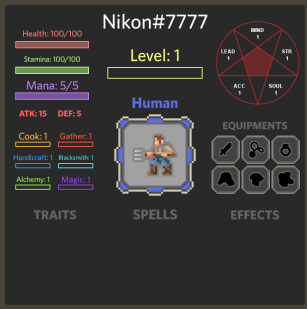 Nikon#7777
Health: 100/100
Stamina: 100/100
Mana: 5/5
ATK: 15 DEF: 5
Level: 1
MIND
1
LEAD
1
STR
1
ACC
1
SOUL
1
Human
Cook: 1 Gather: 1
Handicraft: 1 Blacksmith: 1
Alchemy: 1 Magic: 1
EQUIPMENTS
TRAITS SPELLS EFFECTS